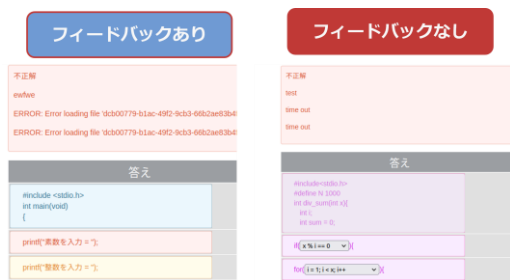 フィードバックあり
不正解
ewfwe
ERROR: Error loading file 'dcb00779-b1ac-49f2-9cb3-66b2ae83b4
ERROR: Error loading file 'dcb00779-b1ac-49f2-9cb3-66b2ae83b4
答え
#include <stdio.h>
int main(void)
{
printf("素数を入力 = ");
printf("整数を入力 = ");
フィードバックなし
不正解
test
time out
time out
答え
#include<stdio.h>
#define N 1000
int div_sum(int x){
int i;
int sum = 0;
if( x % i == 0 ){
for( i = 1; i < x; i++ ){